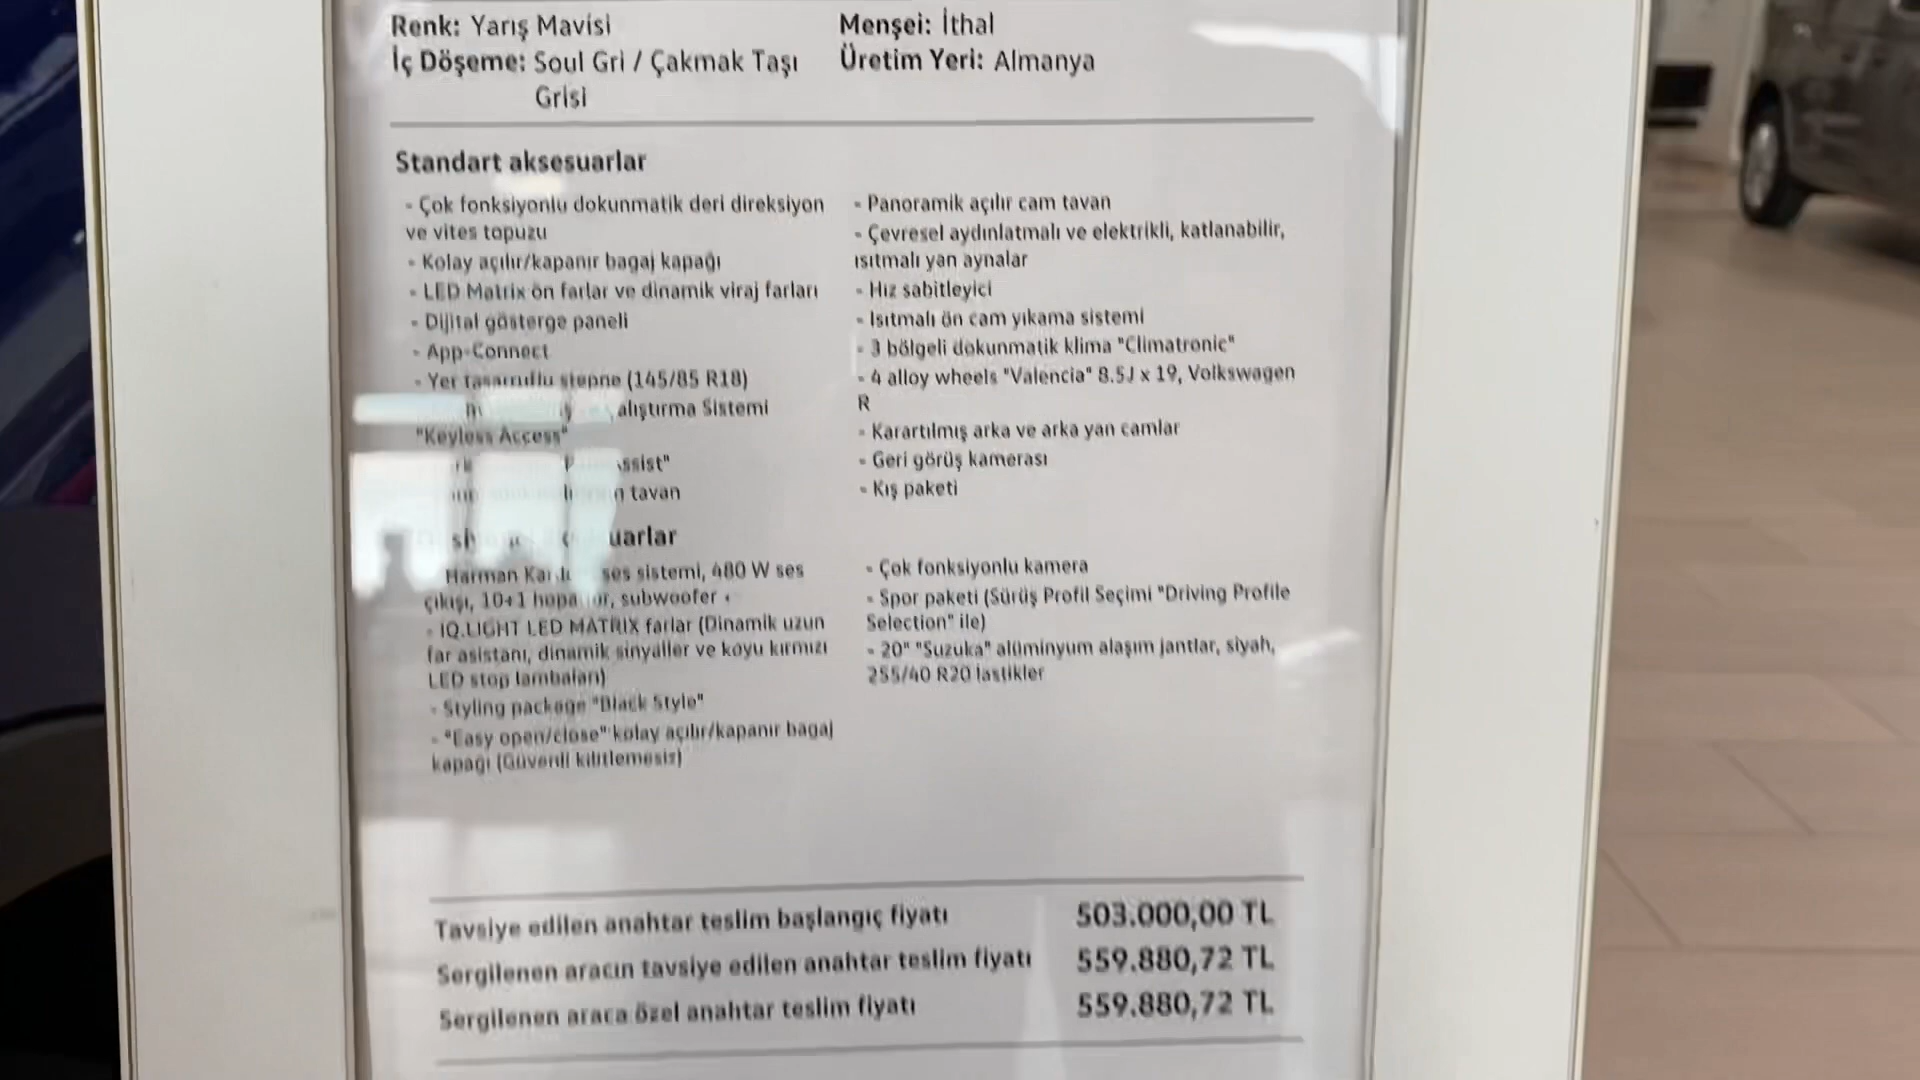 Renk: Yarış Mavisi
İç Döşeme: Soul Gri / Çakmak Taşı
Grisi
Menşei: İthal
Üretim Yeri: Almanya
Standart aksesuarlar
- Çok fonksiyonlu dokunmatik deri direksiyon
ve vites topuzu
- Kolay açılır/kapanır bagaj kapağı
- LED Matrix ön farlar ve dinamik viraj farları
- Dijital gösterge paneli
- App-Connect
- Yer tasarruflu stepne (145/85 R18)
alıştırma Sistemi
"Keyless Access"
ssist"
tavan
- Panoramik açılır cam tavan
- Çevresel aydınlatmalı ve elektrikli, katlanabilir,
ısıtmalı yan aynalar
- Hız sabitleyici
- Isıtmalı ön cam yıkama sistemi
- 3 bölgeli dokunmatik klima "Climatronic"
- 4 alloy wheels "Valencia" 8.5J x 19, Volkswagen
R
- Karartılmış arka ve arka yan camlar
- Geri görüş kamerası
- Kış paketi
uarlar
Harman ses sistemi, 480 W ses
çıkışı, 10+1 hoparlör, subwoofer
- IQ.LIGHT LED MATRIX farlar (Dinamik uzun
far asistanı, dinamik sinyaller ve koyu kırmızı
LED stop lambaları)
- Styling package "Black Style"
- "Easy open/close" kolay açılır/kapanır bagaj
kapağı (Güvenli kilitlemesiz)
- Çok fonksiyonlu kamera
- Spor paketi (Sürüş Profil Seçimi "Driving Profile
Selection" ile)
- 20" "Suzuka" alüminyum alaşım jantlar, siyah,
255/40 R20 lastikler
Tavsiye edilen anahtar teslim başlangıç fiyatı 503.000,00 TL
Sergilenen aracın tavsiye edilen anahtar teslim fiyatı 559.880,72 TL
Sergilenen araca özel anahtar teslim fiyatı 559.880,72 TL